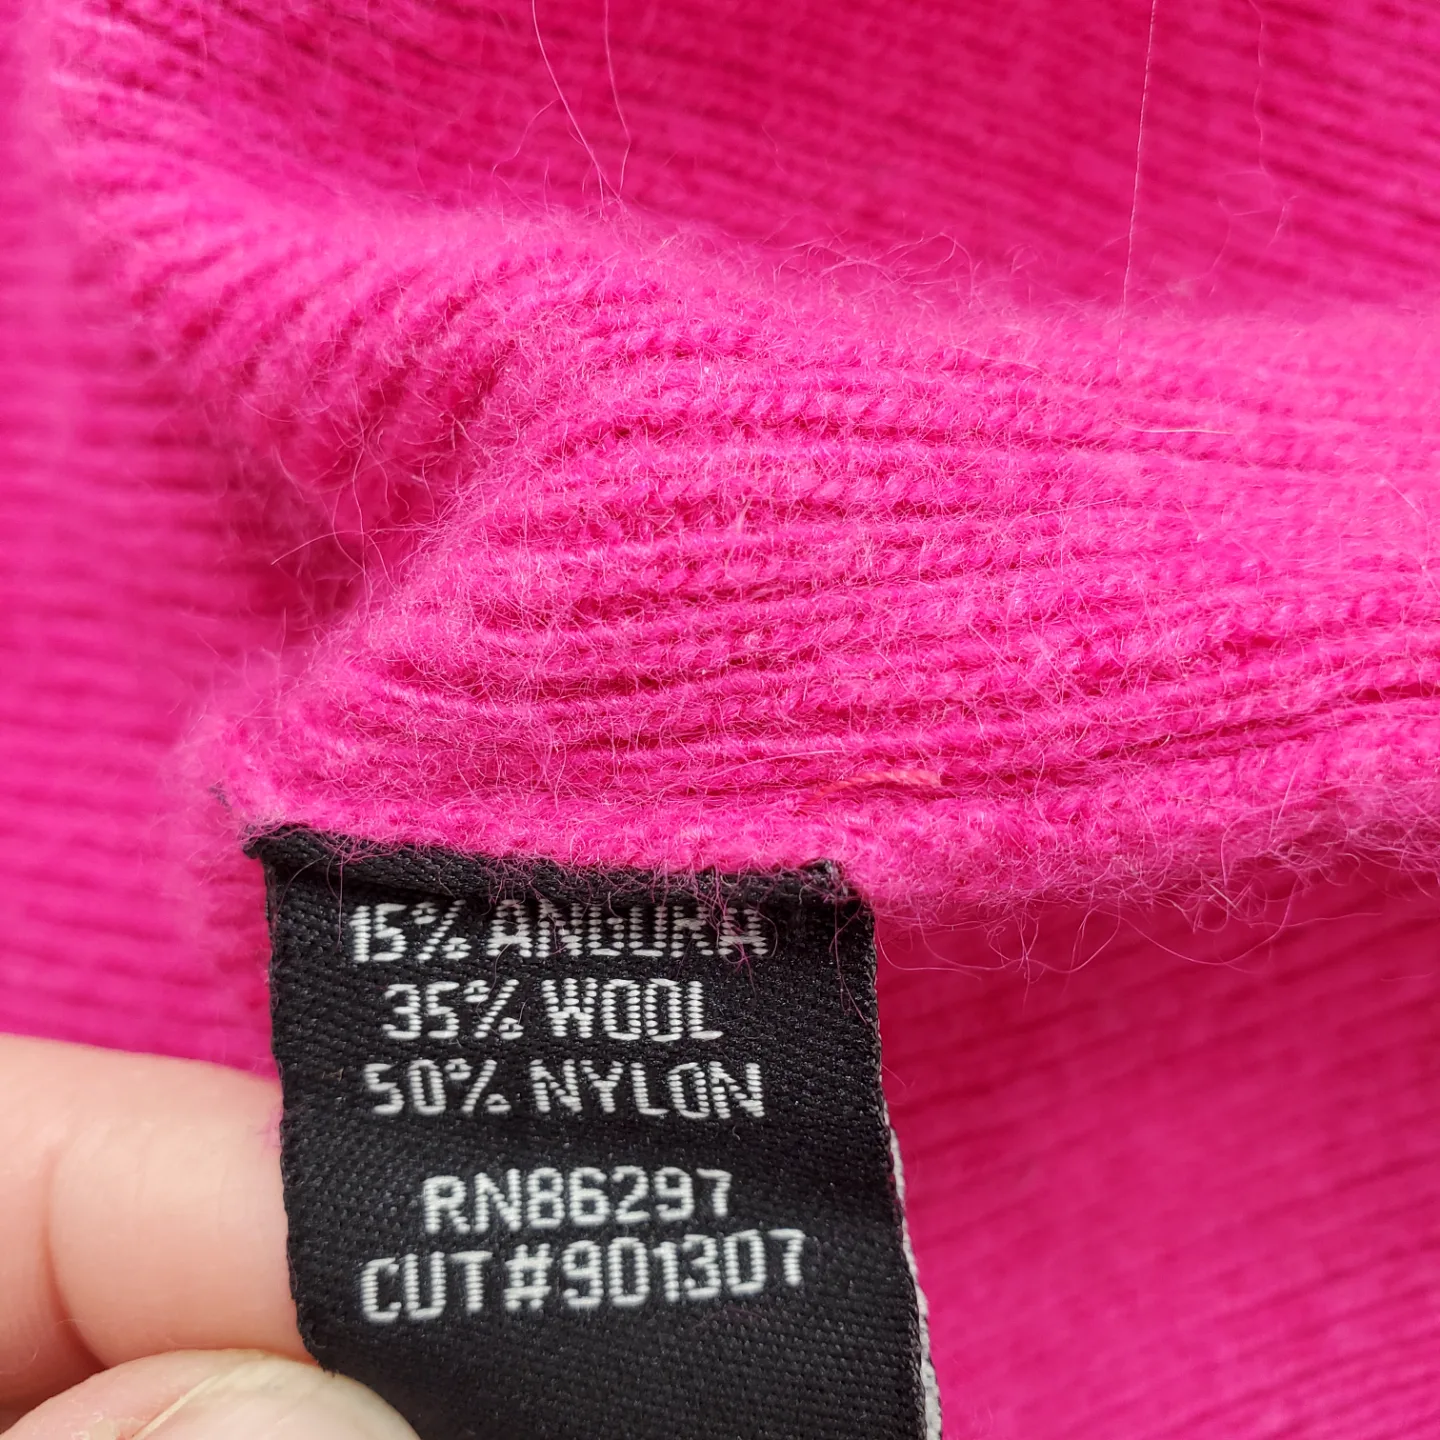 15% ANGORA
35% WOOL
50% NYLON
RN86297
CUT#901307